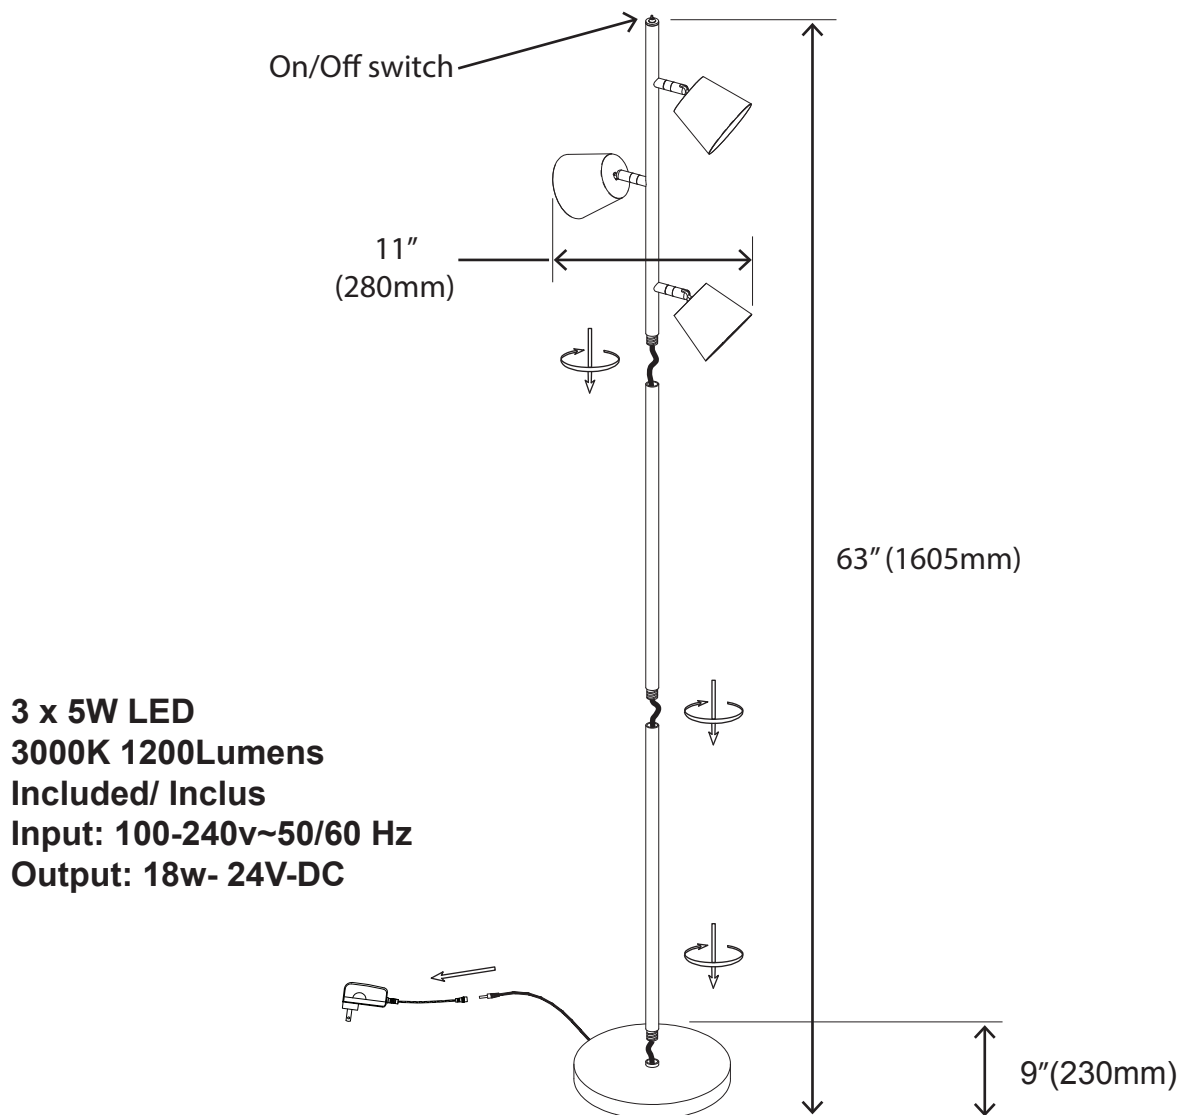 On/Off switch
11″
(280mm)
63″ (1605mm)
3 x 5W LED
3000K 1200Lumens
Included/ Inclus
Input: 100-240v~50/60 Hz
Output: 18w- 24V-DC
9″(230mm)